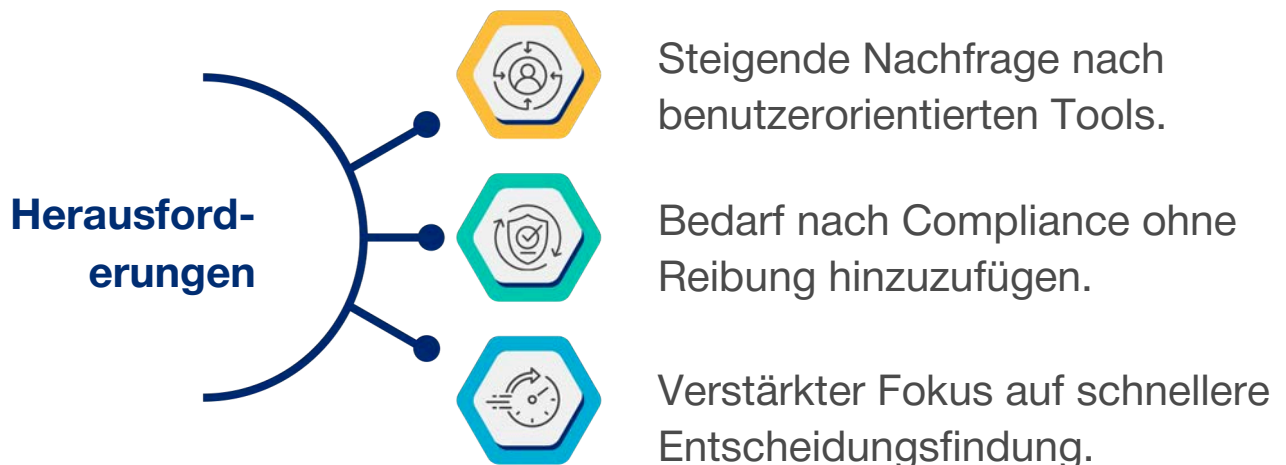 Herausford-
erungen
Steigende Nachfrage nach
benutzerorientierten Tools.
Bedarf nach Compliance ohne
Reibung hinzuzufügen.
Verstärkter Fokus auf schnellere
Entscheidungsfindung.